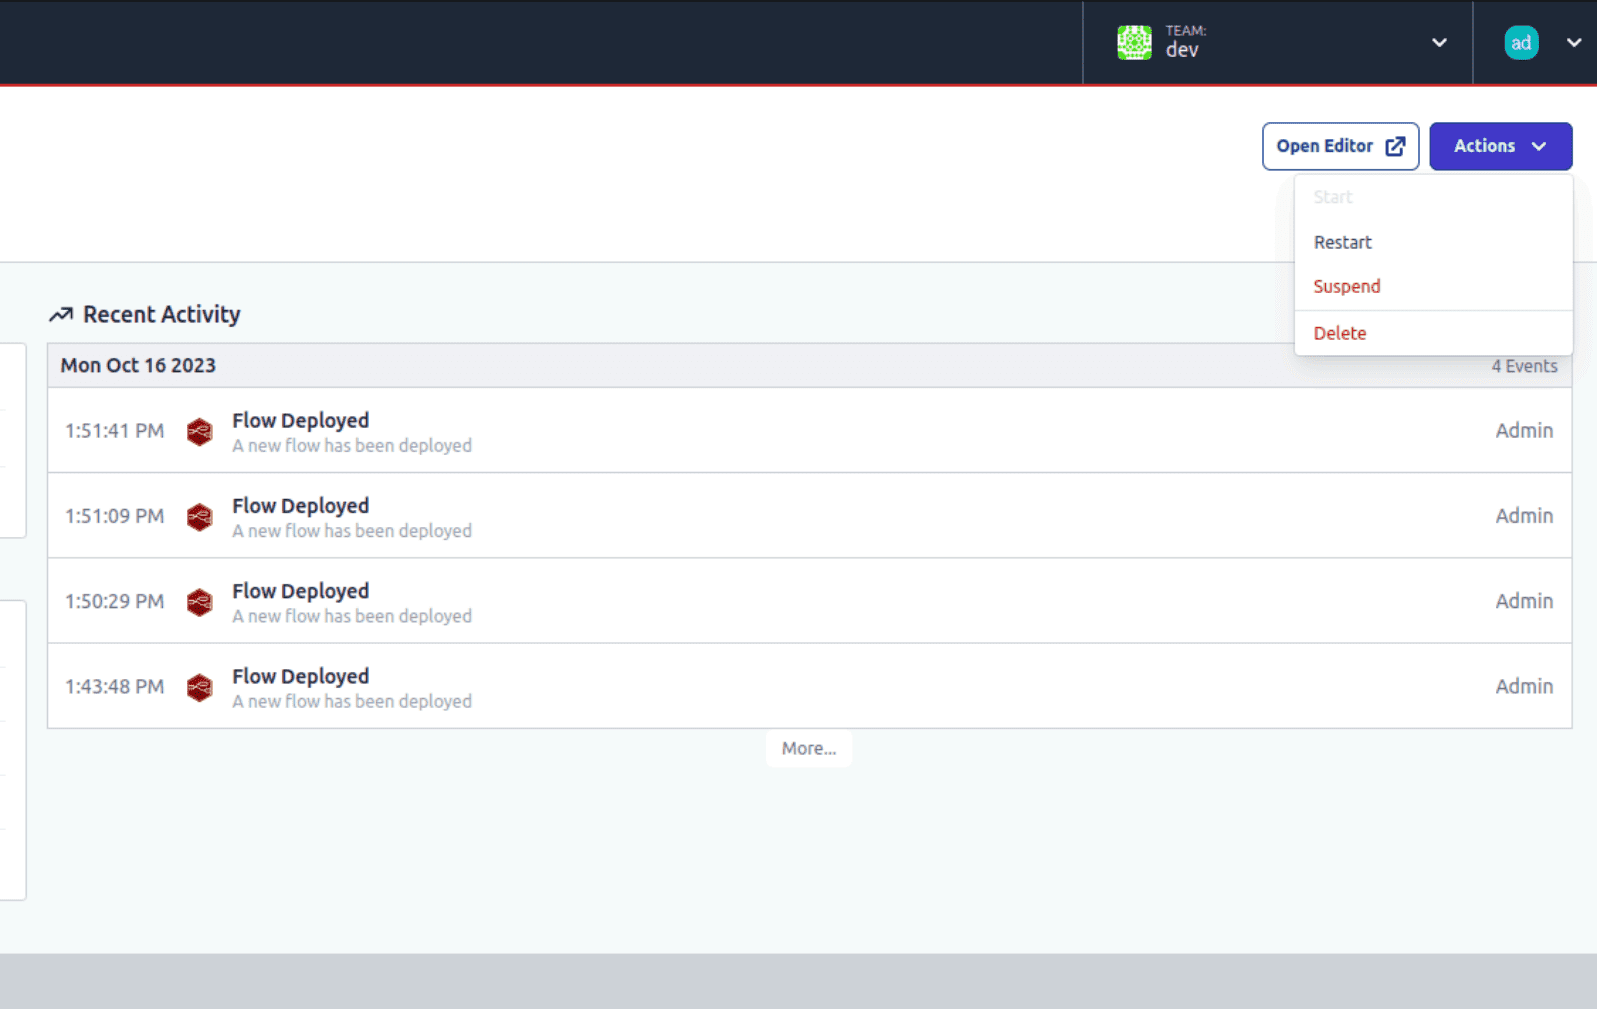 TEAM:
dev
ad
Open Editor
Actions
Start
Restart
Suspend
Delete
Recent Activity
Mon Oct 16 2023
4 Events
1:51:41 PM
Flow Deployed
A new flow has been deployed
Admin
1:51:09 PM
Flow Deployed
A new flow has been deployed
Admin
1:50:29 PM
Flow Deployed
A new flow has been deployed
Admin
1:43:48 PM
Flow Deployed
A new flow has been deployed
Admin
More...